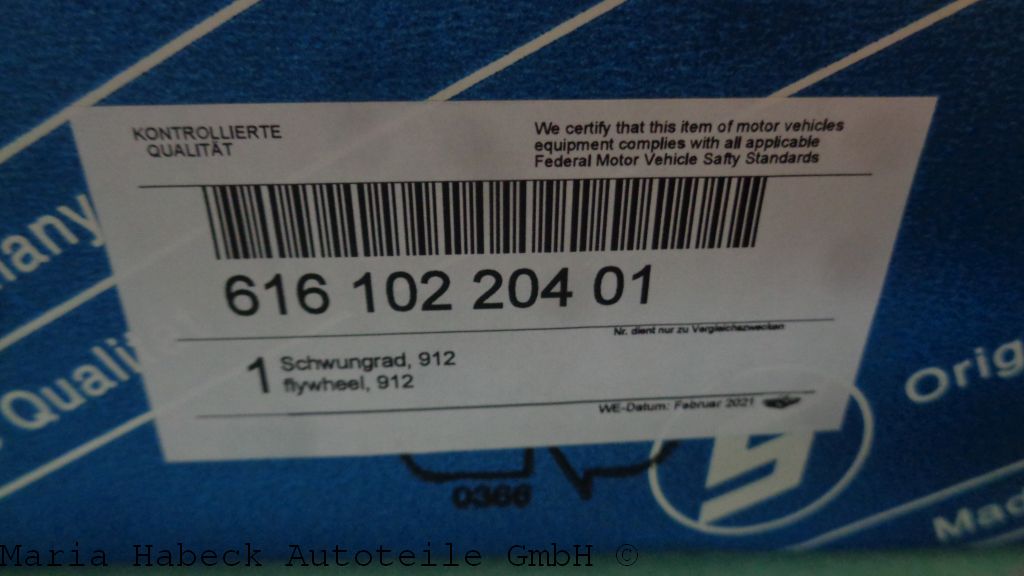 KONTROLLIERTE
QUALITÄT
We certify that this item of motor vehicles
equipment complies with all applicable
Federal Motor Vehicle Safty Standards
616 102 204 01
Nr. dient nur zu Vergleichszwecken
1 Schwungrad, 912
flywheel, 912
WE-Datum: Februar 2021
any
Quali
Orig
Mad
0366
Maria Habeck Autoteile GmbH ©